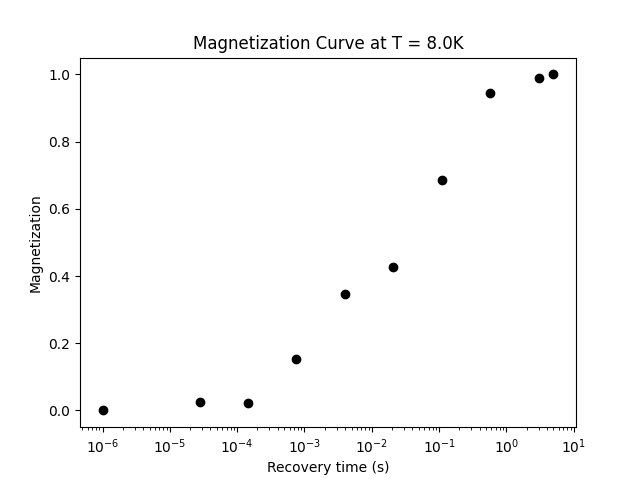 Magnetization Curve at T = 8.0K
1.0
0.8
0.6
0.4
0.2
0.0
Magnetization
10⁻⁶ 10⁻⁵ 10⁻⁴ 10⁻³ 10⁻² 10⁻¹ 10⁰ 10¹
Recovery time (s)